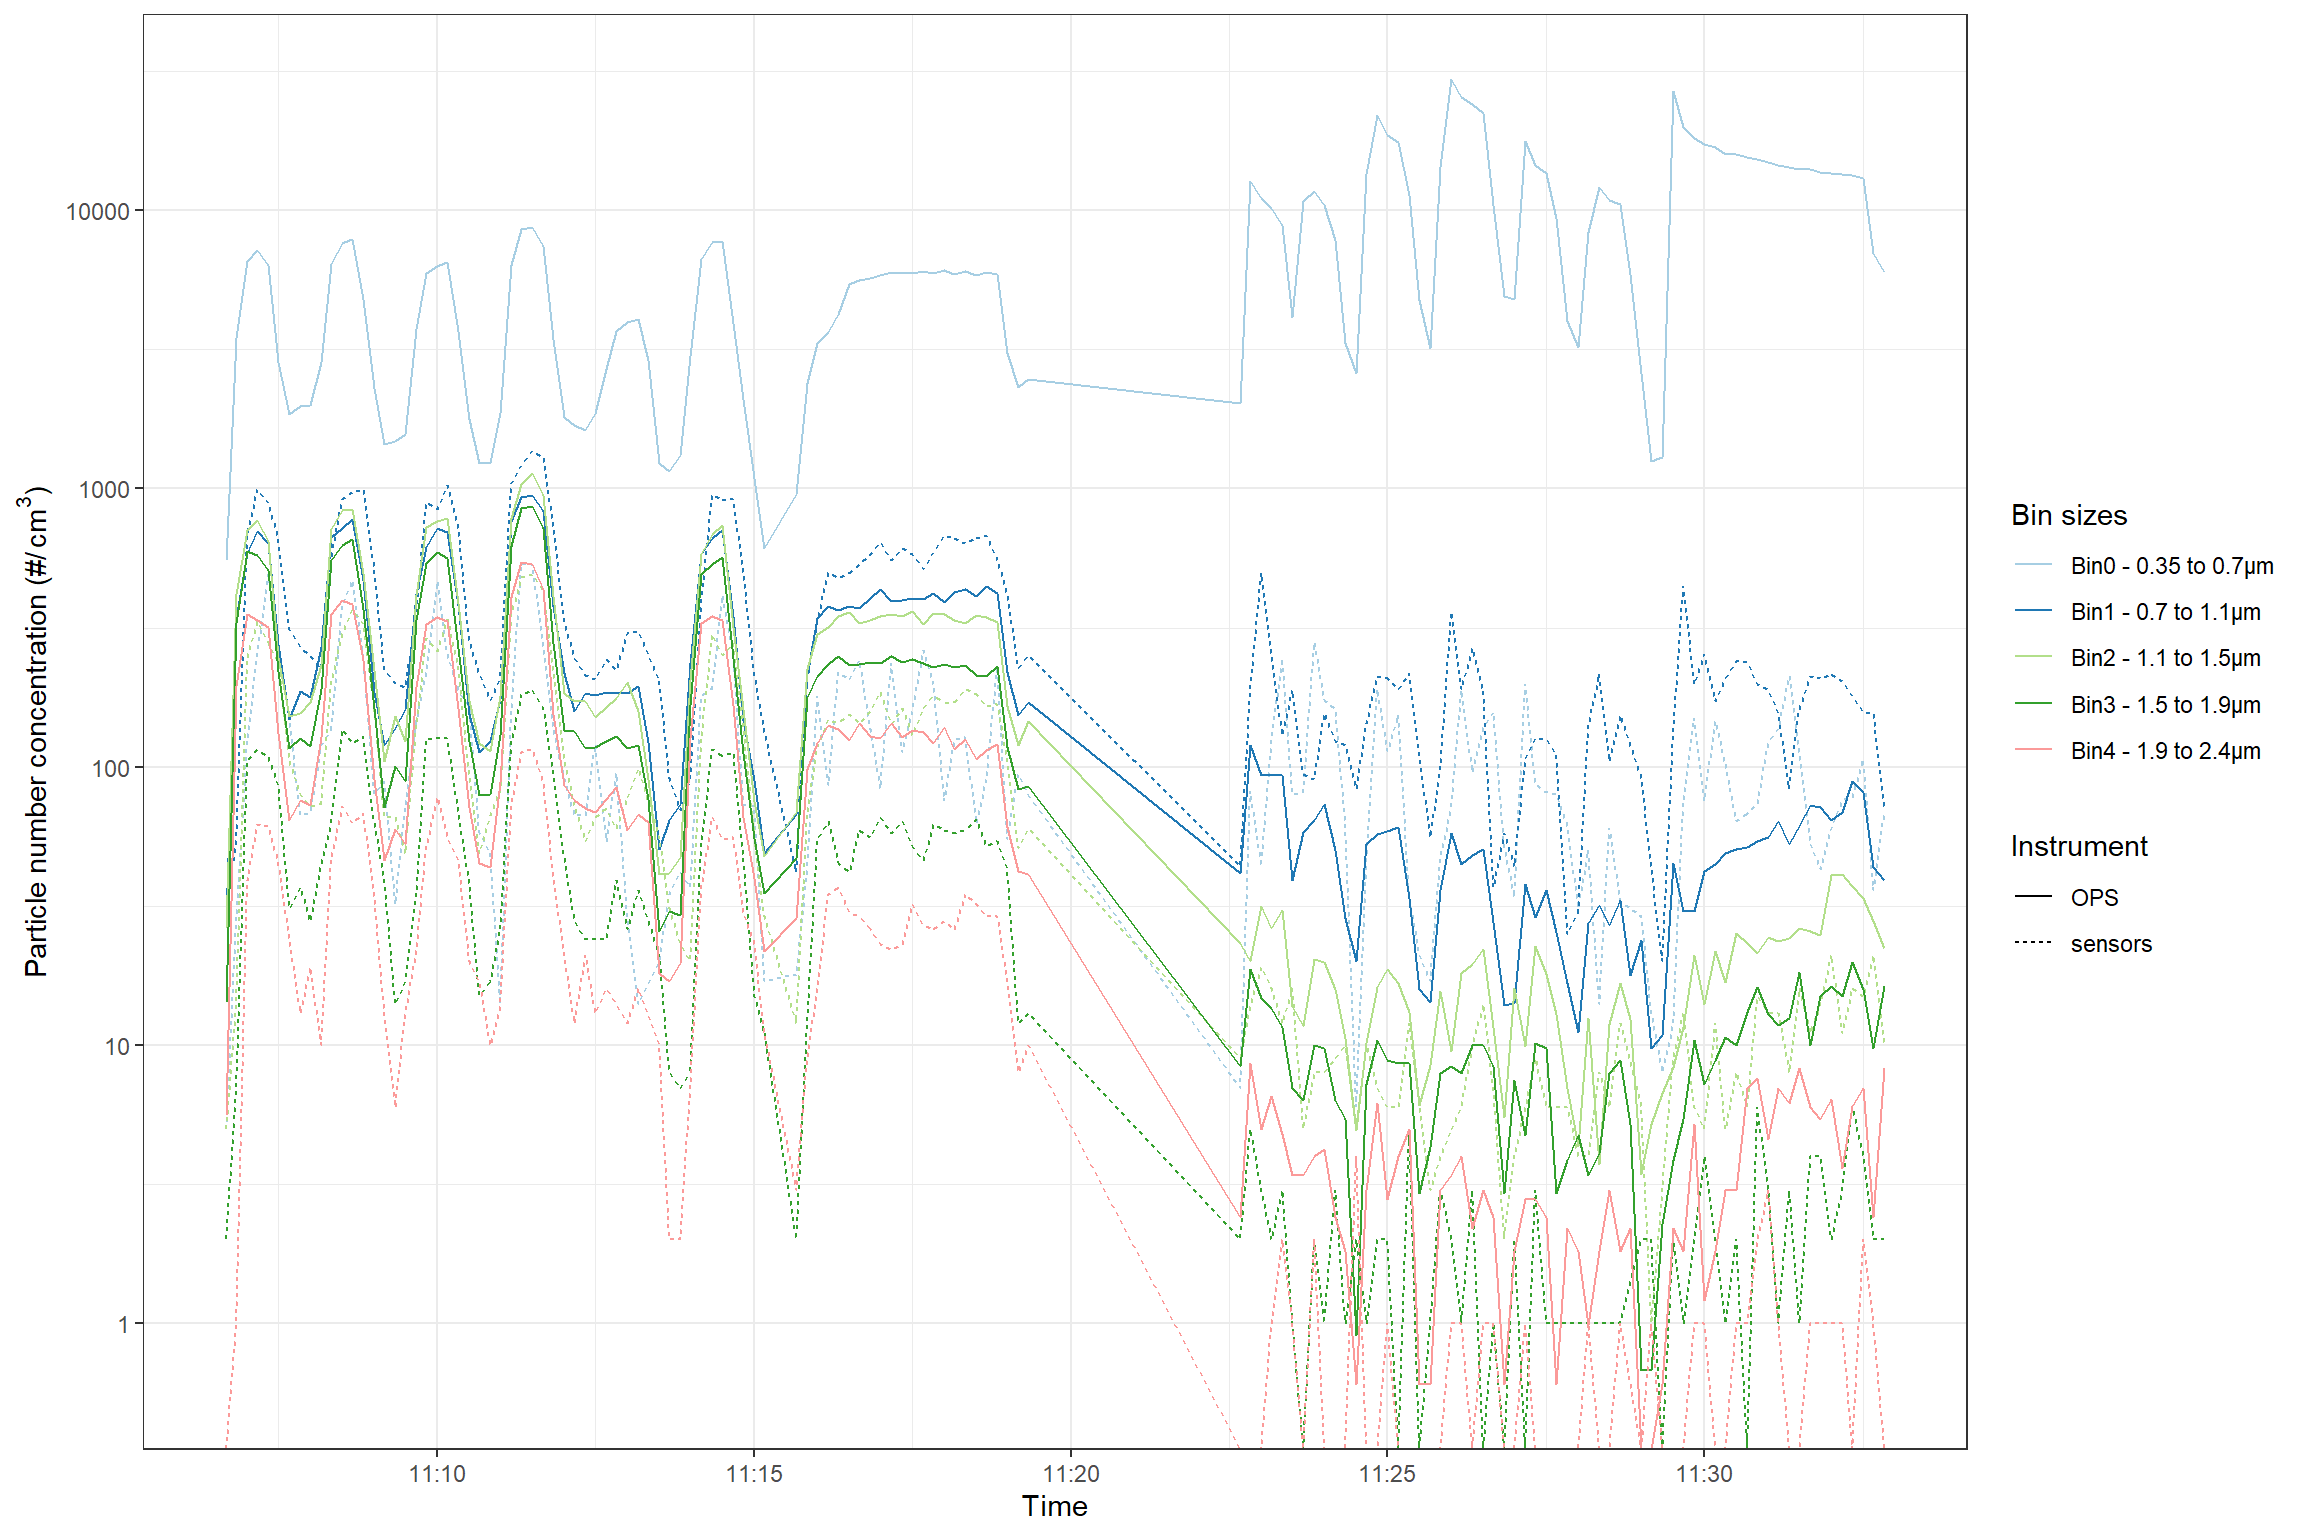 Particle number concentration (#/cm³)
10000
1000
100
10
1
11:10
11:15
11:20
11:25
11:30
Time
Bin sizes
Bin0 - 0.35 to 0.7µm
Bin1 - 0.7 to 1.1µm
Bin2 - 1.1 to 1.5µm
Bin3 - 1.5 to 1.9µm
Bin4 - 1.9 to 2.4µm
Instrument
OPS
sensors